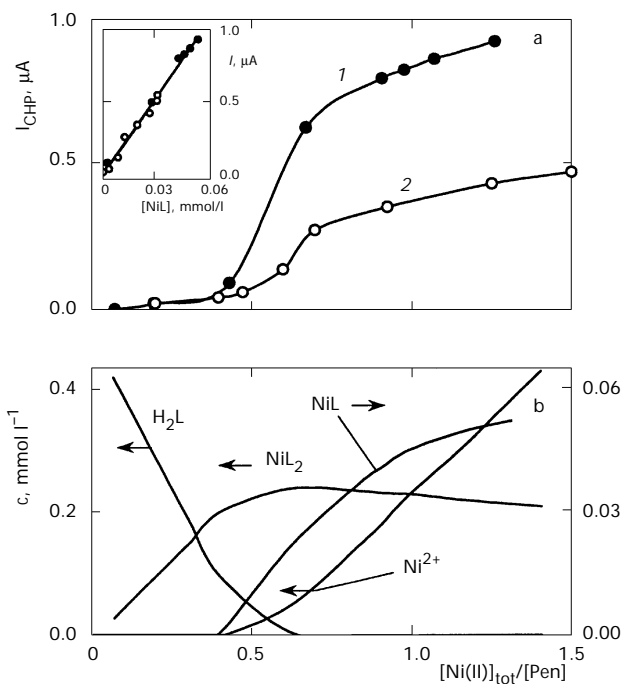 1.0
a
1.0
I, μA
1
0.5
0.0
0.03
0.06
[NiL], mmol/l
I_CHP, μA
0.5
2
0.0
0.4
0.06
NiL
b
H₂L
NiL₂
c, mmol l⁻¹
0.2
0.03
Ni²⁺
0.0
0.00
0
0.5
1.0
1.5
[Ni(II)]_tot/[Pen]